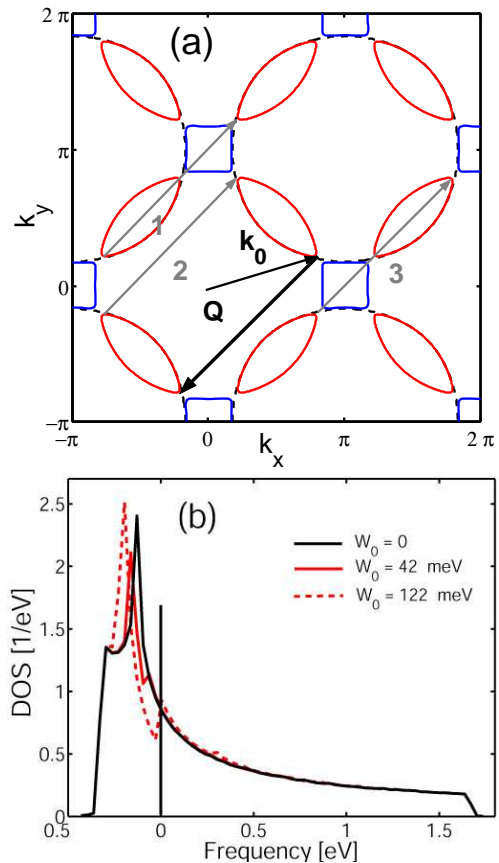 2 π
(a)
π
k_y
1
2
k_0
3
Q
0
−π
−π
0
k_x
π
2 π
2.5
(b)
W_0 = 0
W_0 = 42 meV
W_0 = 122 meV
2
DOS [1/eV]
1.5
1
0.5
0
0.5
0
0.5
1
1.5
Frequency [eV]